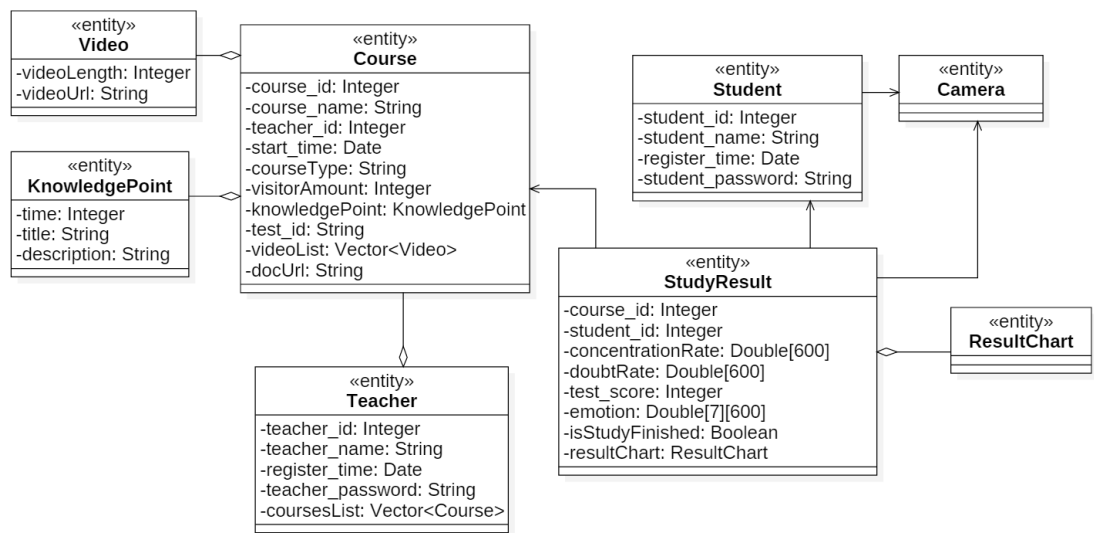 «entity»
Video
-videoLength: Integer
-videoUrl: String
«entity»
KnowledgePoint
-time: Integer
-title: String
-description: String
«entity»
Course
-course_id: Integer
-course_name: String
-teacher_id: Integer
-start_time: Date
-courseType: String
-visitorAmount: Integer
-knowledgePoint: KnowledgePoint
-test_id: String
-videoList: Vector<Video>
-docUrl: String
«entity»
Teacher
-teacher_id: Integer
-teacher_name: String
-register_time: Date
-teacher_password: String
-coursesList: Vector<Course>
«entity»
Student
-student_id: Integer
-student_name: String
-register_time: Date
-student_password: String
«entity»
Camera
«entity»
StudyResult
-course_id: Integer
-student_id: Integer
-concentrationRate: Double[600]
-doubtRate: Double[600]
-test_score: Integer
-emotion: Double[7][600]
-isStudyFinished: Boolean
-resultChart: ResultChart
«entity»
ResultChart